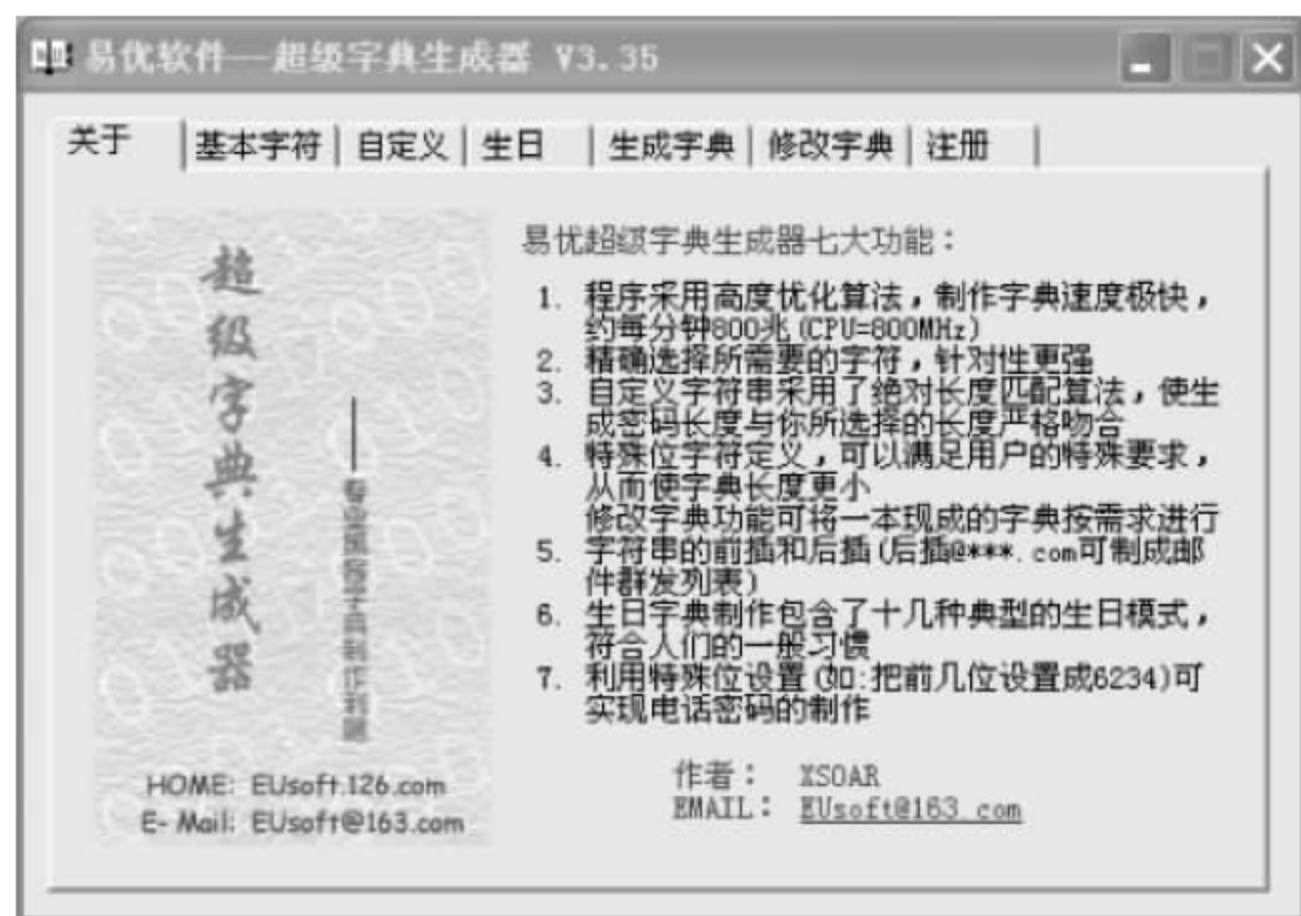 易优软件——超级字典生成器 V3.35
关于 基本字符 自定义 生日 生成字典 修改字典 注册
超级字典生成器
HOME: EUsoft.126.com
E-Mail: EUsoft@163.com
易优超级字典生成器七大功能：
1. 程序采用高度优化算法，制作字典速度极快，
约每分钟800兆(CPU=800MHz)
2. 精确选择所需要的字符，针对性更强
3. 自定义字符串采用了绝对长度匹配算法，使生
成密码长度与你所选择的长度严格吻合
4. 特殊位字符定义，可以满足用户的特殊要求，
从而使字典长度更小
修改字典功能可将一本现成的字典按需求进行
5. 字符串的前插和后插(后插@***.com可制成邮
件群发列表)
6. 生日字典制作包含了十几种典型的生日模式，
符合人们的一般习惯
7. 利用特殊位设置(如:把前几位设置成6234)可
实现电话密码的制作
作者： XSOAR
EMAIL： EUsoft@163.com